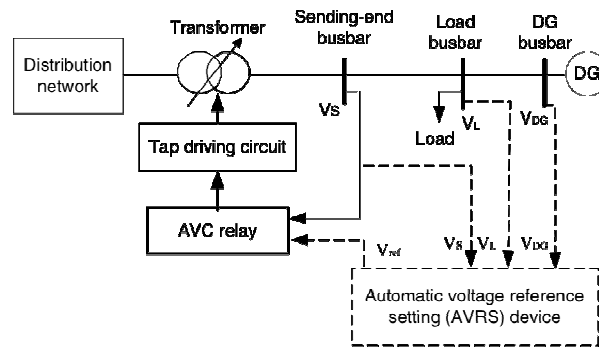 Transformer
Sending-end
busbar
Load
busbar
DG
busbar
Distribution
network
DG
VS
VL
VDG
Load
Tap driving circuit
AVC relay
Vref
VS
VL
VDG
Automatic voltage reference
setting (AVRS) device